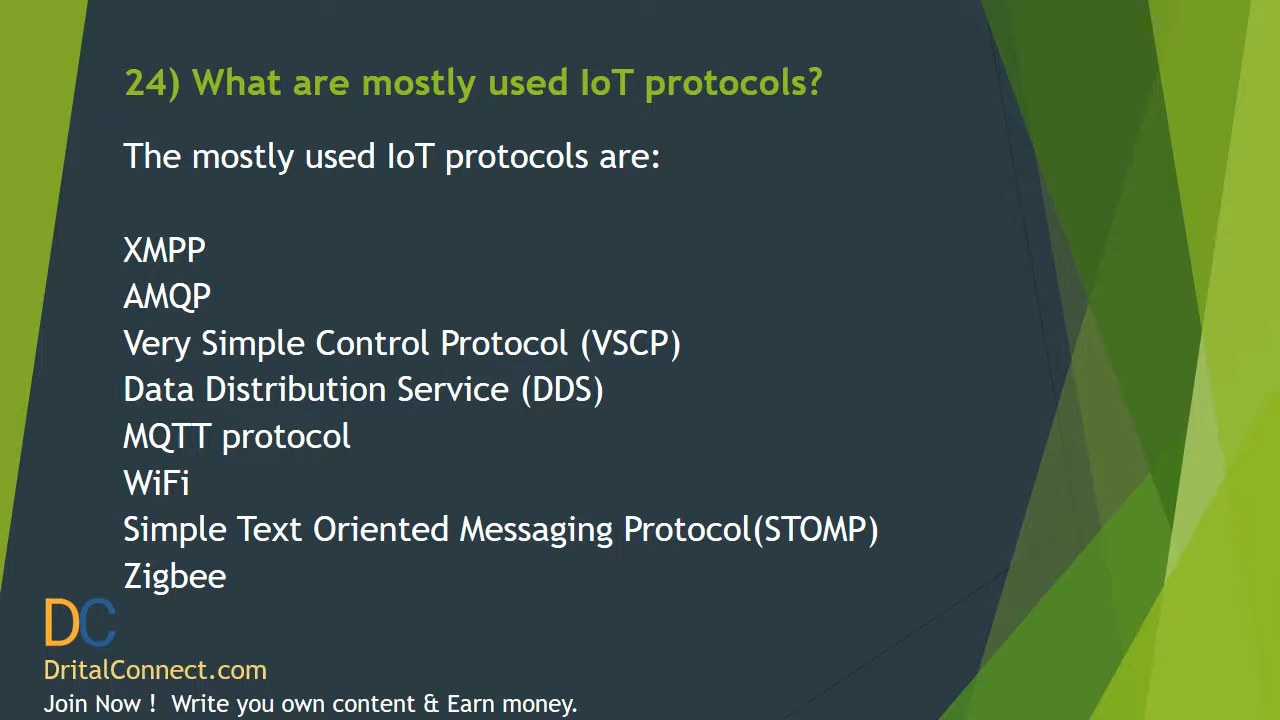 24) What are mostly used IoT protocols?
The mostly used IoT protocols are:
XMPP
AMQP
Very Simple Control Protocol (VSCP)
Data Distribution Service (DDS)
MQTT protocol
WiFi
Simple Text Oriented Messaging Protocol(STOMP)
Zigbee
DC
DritalConnect.com
Join Now !  Write you own content & Earn money.